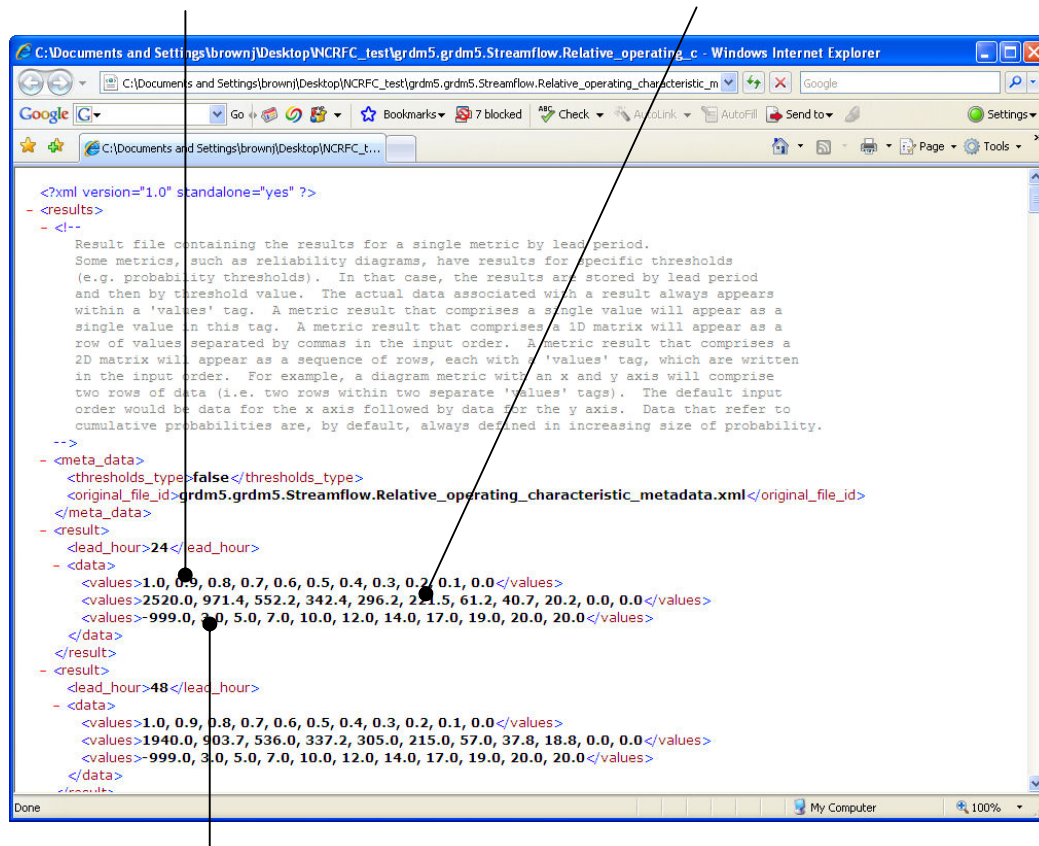 C:\Documents and Settings\brownj\Desktop\NCRFC_test\grdm5.grdm5.Streamflow.Relative_operating_c - Windows Internet Explorer
C:\Documents and Settings\brownj\Desktop\NCRFC_test\grdm5.grdm5.Streamflow.Relative_operating_characteristic_m Google
Google G Go Bookmarks 7 blocked ABC Check AutoLink AutoFill Send to Settings
C:\Documents and Settings\brownj\Desktop\NCRFC_t... Page Tools »
<?xml version="1.0" standalone="yes" ?>
- <results>
- <!--
Result file containing the results for a single metric by lead period.
Some metrics, such as reliability diagrams, have results for specific thresholds
(e.g. probability thresholds). In that case, the results are stored by lead period
and then by threshold value. The actual data associated with a result always appears
within a 'values' tag. A metric result that comprises a single value will appear as a
single value in this tag. A metric result that comprises a 1D matrix will appear as a
row of values separated by commas in the input order. A metric result that comprises a
2D matrix will appear as a sequence of rows, each with a 'values' tag, which are written
in the input order. For example, a diagram metric with an x and y axis will comprise
two rows of data (i.e. two rows within two separate 'values' tags). The default input
order would be data for the x axis followed by data for the y axis. Data that refer to
cumulative probabilities are, by default, always defined in increasing size of probability.
-->
- <meta_data>
<thresholds_type>false</thresholds_type>
<original_file_id>grdm5.grdm5.Streamflow.Relative_operating_characteristic_metadata.xml</original_file_id>
</meta_data>
- <result>
<lead_hour>24</lead_hour>
- <data>
<values>1.0, 0.9, 0.8, 0.7, 0.6, 0.5, 0.4, 0.3, 0.2, 0.1, 0.0</values>
<values>2520.0, 971.4, 552.2, 342.4, 296.2, 221.5, 61.2, 40.7, 20.2, 0.0, 0.0</values>
<values>-999.0, 3.0, 5.0, 7.0, 10.0, 12.0, 14.0, 17.0, 19.0, 20.0, 20.0</values>
</data>
</result>
- <result>
<lead_hour>48</lead_hour>
- <data>
<values>1.0, 0.9, 0.8, 0.7, 0.6, 0.5, 0.4, 0.3, 0.2, 0.1, 0.0</values>
<values>1940.0, 903.7, 536.0, 337.2, 305.0, 215.0, 57.0, 37.8, 18.8, 0.0, 0.0</values>
<values>-999.0, 3.0, 5.0, 7.0, 10.0, 12.0, 14.0, 17.0, 19.0, 20.0, 20.0</values>
</data>
</result>
Done My Computer 100%